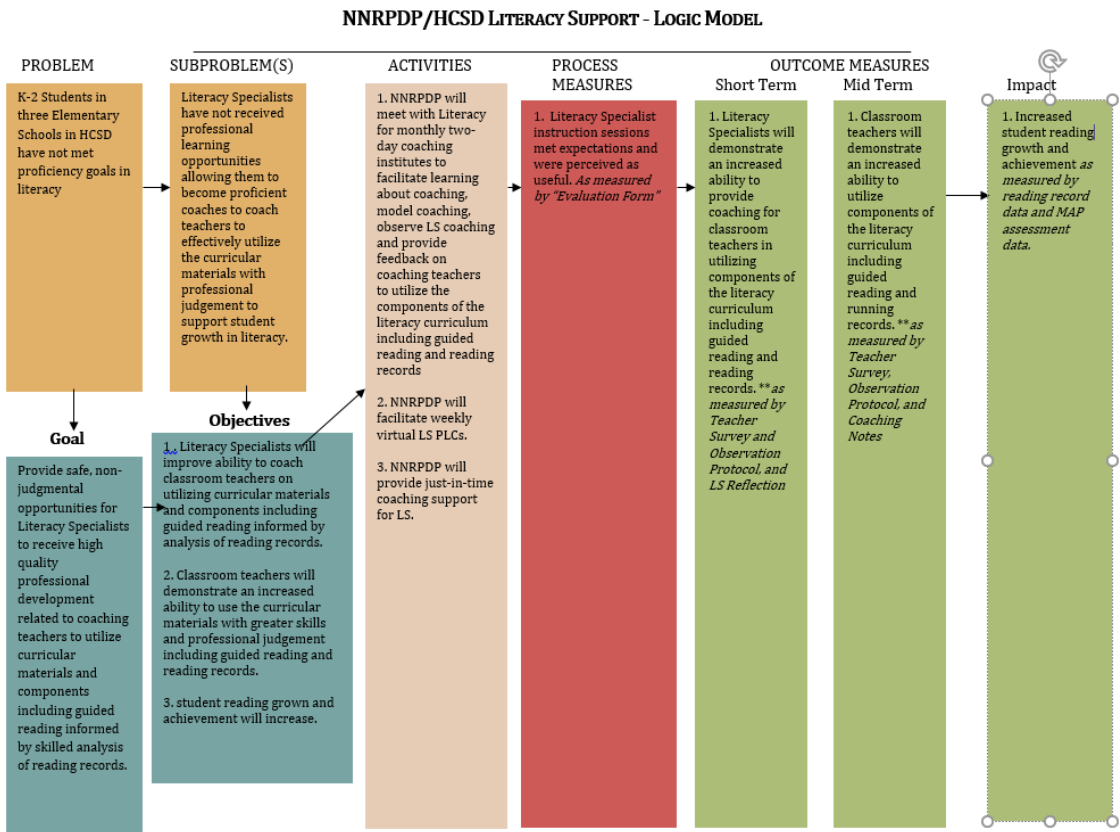 NNRPDP/HCSD LITERACY SUPPORT - LOGIC MODEL
PROBLEM
K-2 Students in
three Elementary
Schools in HCSD
have not met
proficiency goals in
literacy
Goal
Provide safe, non-
judgmental
opportunities for
Literacy Specialists
to receive high
quality
professional
development
related to coaching
teachers to utilize
curricular
materials and
components
including guided
reading informed
by skilled analysis
of reading records.
SUBPROBLEM(S)
Literacy Specialists
have not received
professional
learning
opportunities
allowing them to
become proficient
coaches to coach
teachers to
effectively utilize
the curricular
materials with
professional
judgement to
support student
growth in literacy.
Objectives
1. Literacy Specialists will
improve ability to coach
classroom teachers on
utilizing curricular materials
and components including
guided reading informed by
analysis of reading records.
2. Classroom teachers will
demonstrate an increased
ability to use the curricular
materials with greater skills
and professional judgement
including guided reading and
reading records.
3. student reading grown and
achievement will increase.
ACTIVITIES
1. NNRPDP will
meet with Literacy
for monthly two-
day coaching
institutes to
facilitate learning
about coaching,
model coaching,
observe LS coaching
and provide
feedback on
coaching teachers
to utilize the
components of the
literacy curriculum
including guided
reading and reading
records
2. NNRPDP will
facilitate weekly
virtual LS PLCs.
3. NNRPDP will
provide just-in-time
coaching support
for LS.
PROCESS
MEASURES
1. Literacy Specialist
instruction sessions
met expectations and
were perceived as
useful. As measured
by "Evaluation Form"
OUTCOME MEASURES
Short Term
1. Literacy
Specialists will
demonstrate an
increased ability to
provide
coaching for
classroom
teachers in
utilizing
components of
the literacy
curriculum
including
guided
reading and
reading
records. **as
measured by
Teacher
Survey and
Observation
Protocol, and
LS Reflection
Mid Term
1. Classroom
teachers will
demonstrate
an increased
ability to
utilize
components of
the literacy
curriculum
including
guided
reading and
running
records. **as
measured by
Teacher
Survey,
Observation
Protocol, and
Coaching
Notes
Impact
1. Increased
student reading
growth and
achievement as
measured by
reading record
data and MAP
assessment
data.